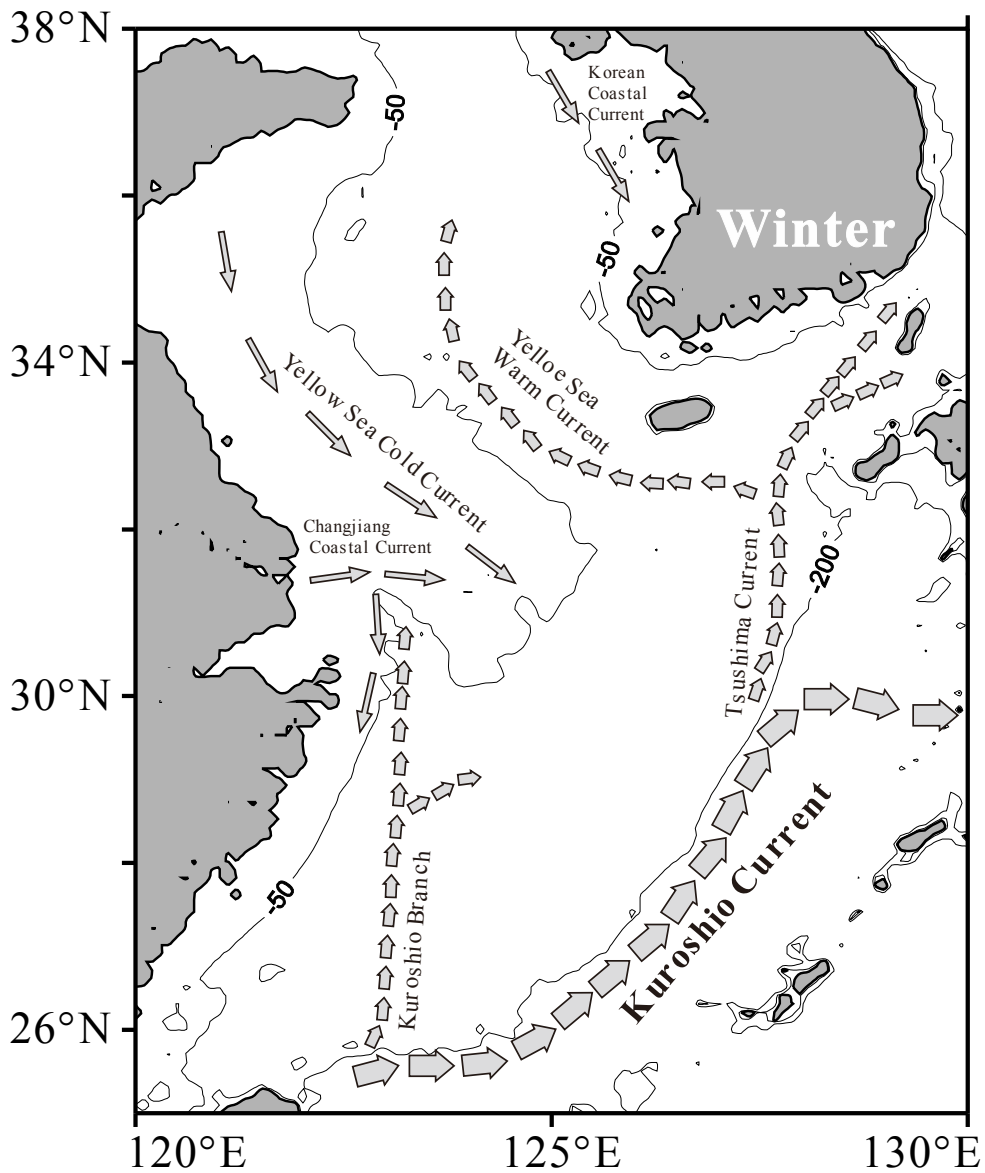 38°N
-50
Korean
Coastal
Current
Winter
-50
34°N
Yelloe Sea
Warm Current
Yellow Sea Cold Current
Changjiang
Coastal Current
Tsushima Current
-200
30°N
Kuroshio Current
Kuroshio Branch
-50
26°N
120°E
125°E
130°E